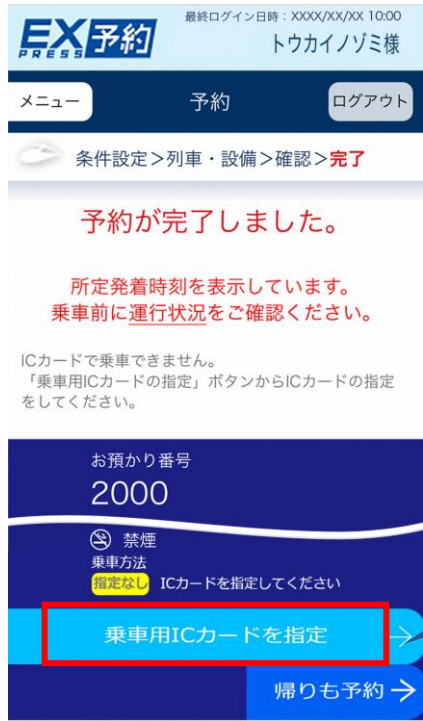 最終ログイン日時：XXXX/XX/XX 10:00
EX予約
PRESS
トウカイノゾミ様
メニュー
予約
ログアウト
条件設定＞列車・設備＞確認＞完了
予約が完了しました。
所定発着時刻を表示しています。
乗車前に運行状況をご確認ください。
ICカードで乗車できません。
「乗車用ICカードの指定」ボタンからICカードの指定
をしてください。
お預かり番号
2000
禁煙
乗車方法
指定なし ICカードを指定してください
乗車用ICカードを指定 →
帰りも予約 →